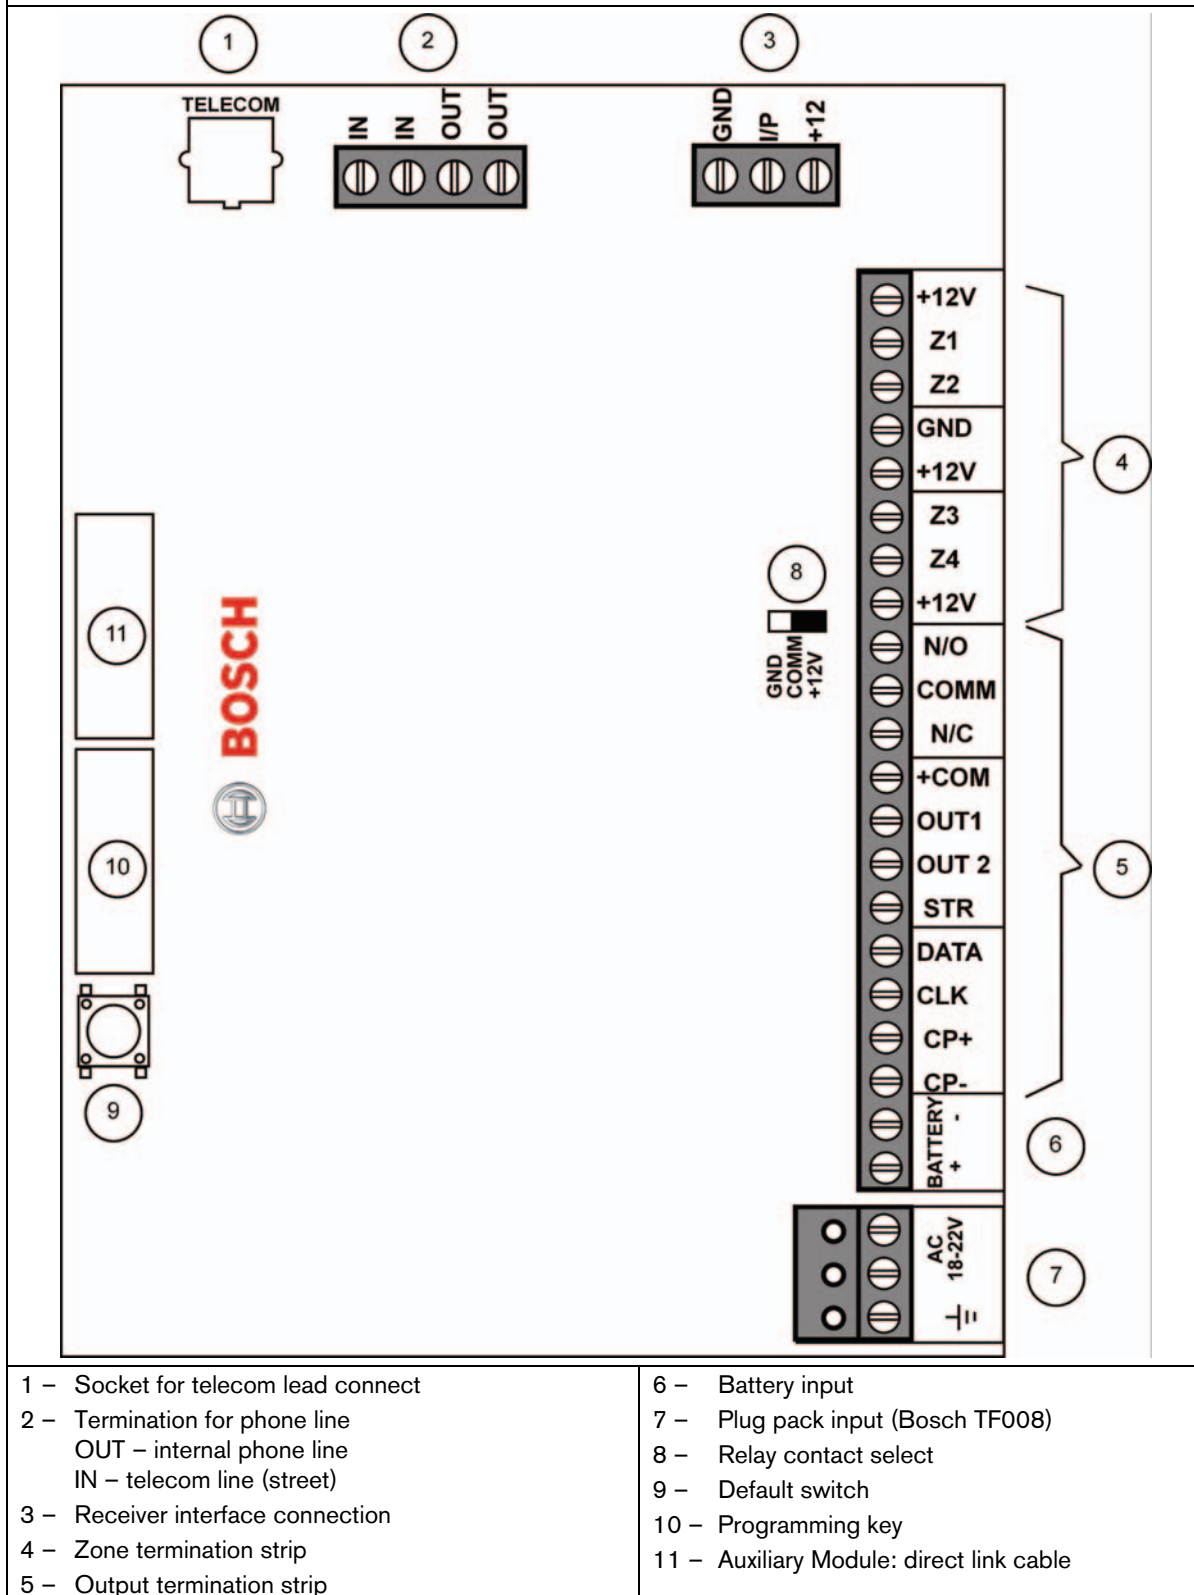 1
2
3
TELECOM
IN
IN
OUT
OUT
GND
I/P
+12
+12V
Z1
Z2
GND
+12V
Z3
Z4
+12V
4
8
GND
COMM
+12V
N/O
COMM
N/C
+COM
OUT1
OUT 2
STR
DATA
CLK
CP+
CP-
5
BATTERY
-
+
6
AC
18-22V
7
11
BOSCH
10
9
1 – Socket for telecom lead connect
2 – Termination for phone line
OUT – internal phone line
IN – telecom line (street)
3 – Receiver interface connection
4 – Zone termination strip
5 – Output termination strip
6 – Battery input
7 – Plug pack input (Bosch TF008)
8 – Relay contact select
9 – Default switch
10 – Programming key
11 – Auxiliary Module: direct link cable